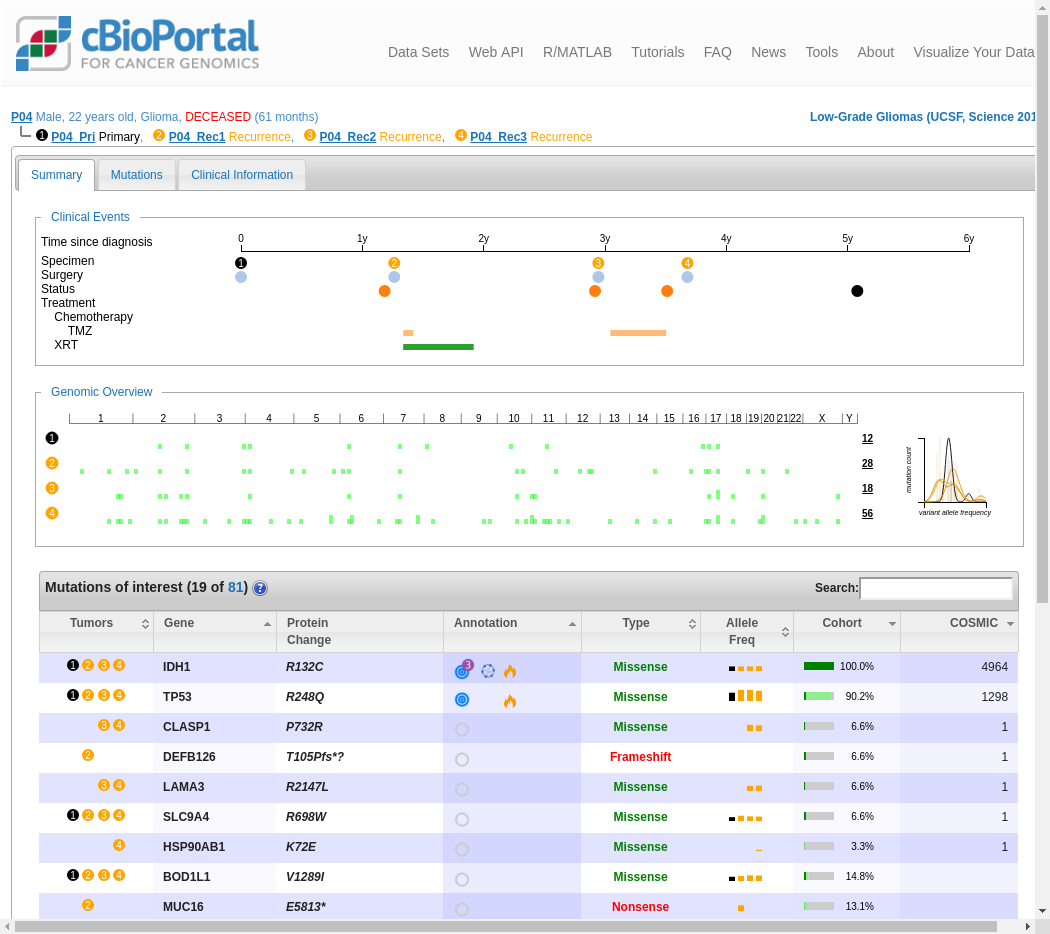 cBioPortal
FOR CANCER GENOMICS
Data Sets Web API R/MATLAB Tutorials FAQ News Tools About Visualize Your Data
P04 Male, 22 years old, Glioma, DECEASED (61 months)
Low-Grade Gliomas (UCSF, Science 201
1 P04_Pri Primary, 2 P04_Rec1 Recurrence, 3 P04_Rec2 Recurrence, 4 P04_Rec3 Recurrence
Summary Mutations Clinical Information
Clinical Events
Time since diagnosis 0 1y 2y 3y 4y 5y 6y
Specimen 1 2 3 4
Surgery
Status
Treatment
Chemotherapy
TMZ
XRT
Genomic Overview
1 2 3 4 5 6 7 8 9 10 11 12 13 14 15 16 17 18 19 20 21 22 X Y
1 12
2 28
3 18
4 56
mutation count
variant allele frequency
Mutations of interest (19 of 81) ?
Search:
Tumors Gene Protein Change Annotation Type Allele Freq Cohort COSMIC
1 2 3 4 IDH1 R132C 3 Missense 100.0% 4964
1 2 3 4 TP53 R248Q Missense 90.2% 1298
3 4 CLASP1 P732R Missense 6.6% 1
2 DEFB126 T105Pfs*? Frameshift 6.6% 1
3 4 LAMA3 R2147L Missense 6.6% 1
1 2 3 4 SLC9A4 R698W Missense 6.6% 1
4 HSP90AB1 K72E Missense 3.3% 1
1 2 3 4 BOD1L1 V1289I Missense 14.8%
2 MUC16 E5813* Nonsense 13.1%